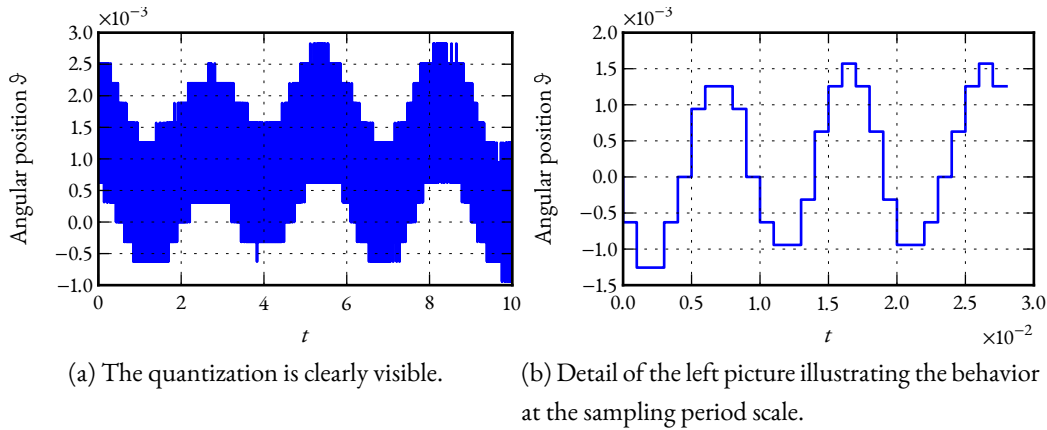 ×10−3
3.0
2.5
2.0
1.5
1.0
0.5
0.0
−0.5
−1.0
Angular position ϑ
0 2 4 6 8 10
t
(a) The quantization is clearly visible.
×10−3
2.0
1.5
1.0
0.5
0.0
−0.5
−1.0
−1.5
Angular position ϑ
0.0 0.5 1.0 1.5 2.0 2.5 3.0
t
×10−2
(b) Detail of the left picture illustrating the behavior
at the sampling period scale.